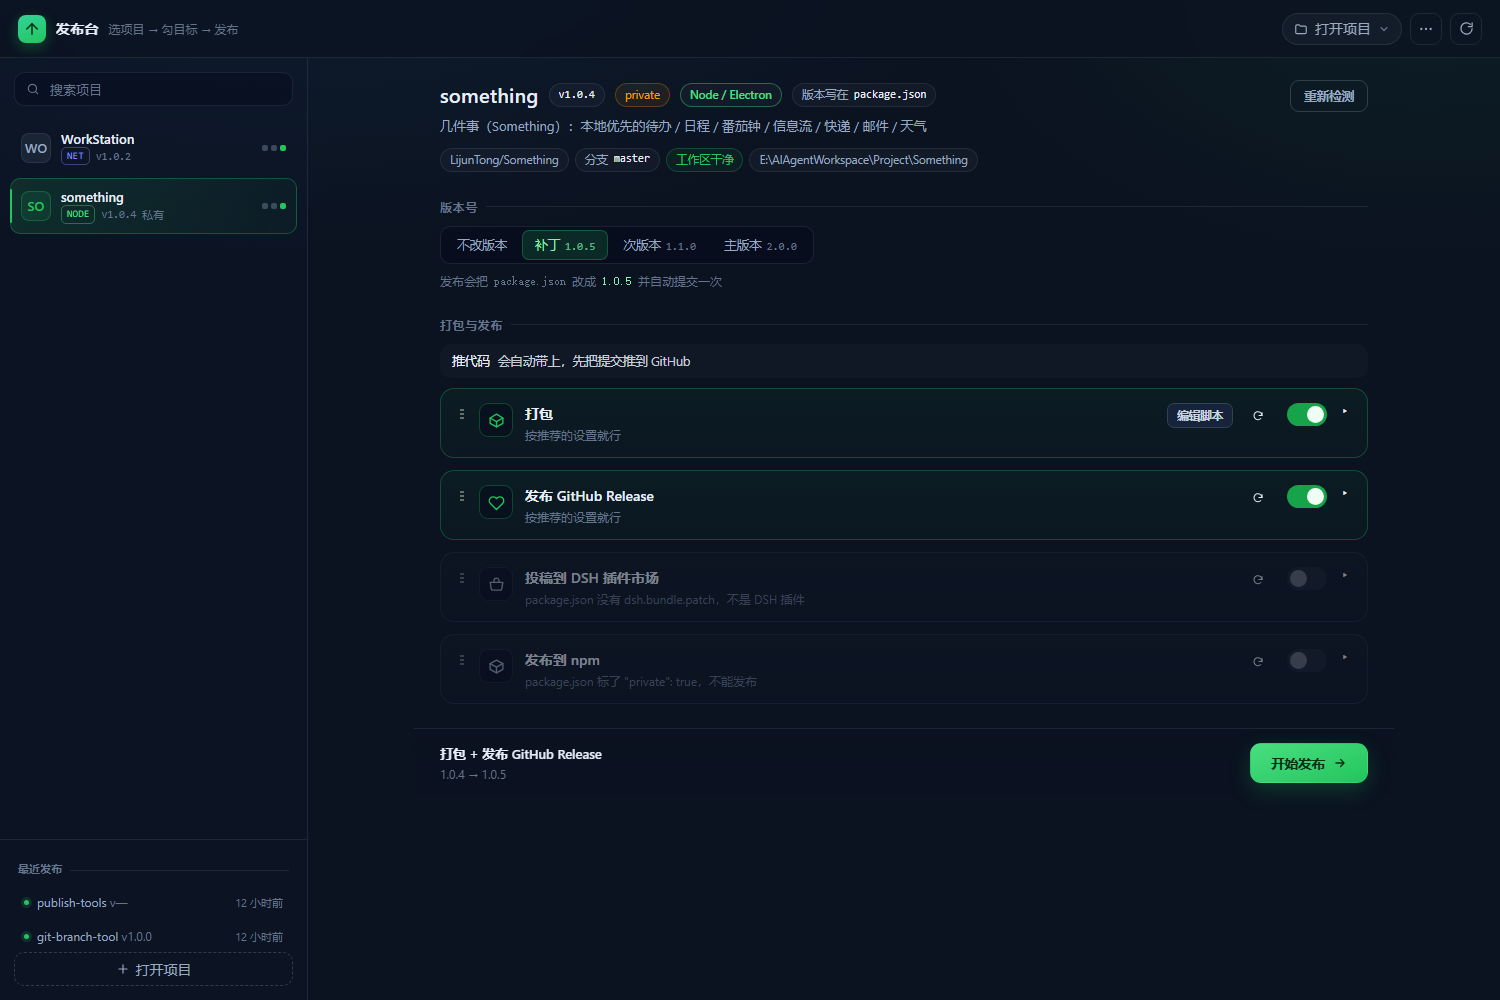 发布台 选项目 → 勾目标 → 发布
打开项目
搜索项目
WO WorkStation
NET v1.0.2
SO something
NODE v1.0.4 私有
something v1.0.4 private Node / Electron 版本写在 package.json
重新检测
几件事（Something）：本地优先的待办 / 日程 / 番茄钟 / 信息流 / 快递 / 邮件 / 天气
LijunTong/Something 分支 master 工作区干净 E:\AIAgentWorkspace\Project\Something
版本号
不改版本 补丁 1.0.5 次版本 1.1.0 主版本 2.0.0
发布会把 package.json 改成 1.0.5 并自动提交一次
打包与发布
推代码 会自动带上，先把提交推到 GitHub
打包
按推荐的设置就行
编辑脚本
发布 GitHub Release
按推荐的设置就行
投稿到 DSH 插件市场
package.json 没有 dsh.bundle.patch，不是 DSH 插件
发布到 npm
package.json 标了 "private": true，不能发布
打包 + 发布 GitHub Release
1.0.4 → 1.0.5
开始发布 →
最近发布
publish-tools v— 12 小时前
git-branch-tool v1.0.0 12 小时前
+ 打开项目